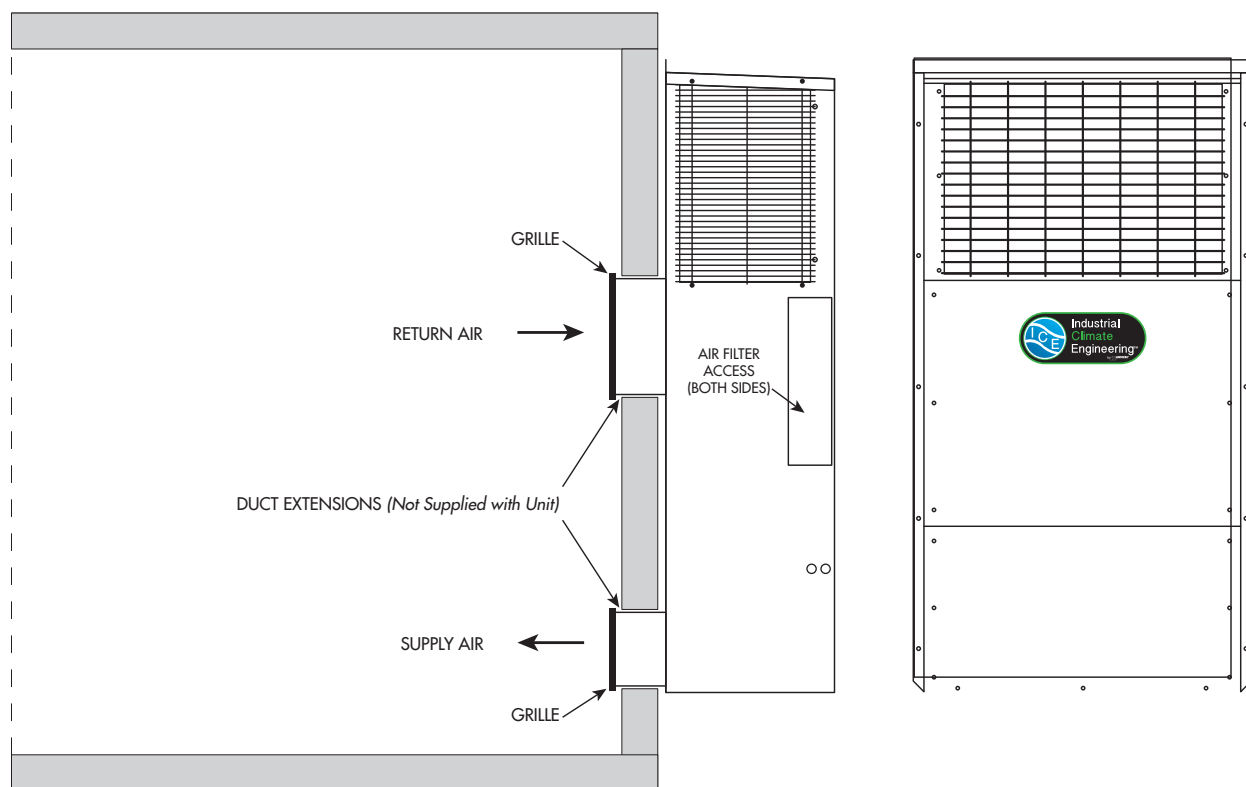 GRILLE
RETURN AIR
AIR FILTER
ACCESS
(BOTH SIDES)
DUCT EXTENSIONS (Not Supplied with Unit)
SUPPLY AIR
GRILLE
ICE
Industrial
Climate
Engineering